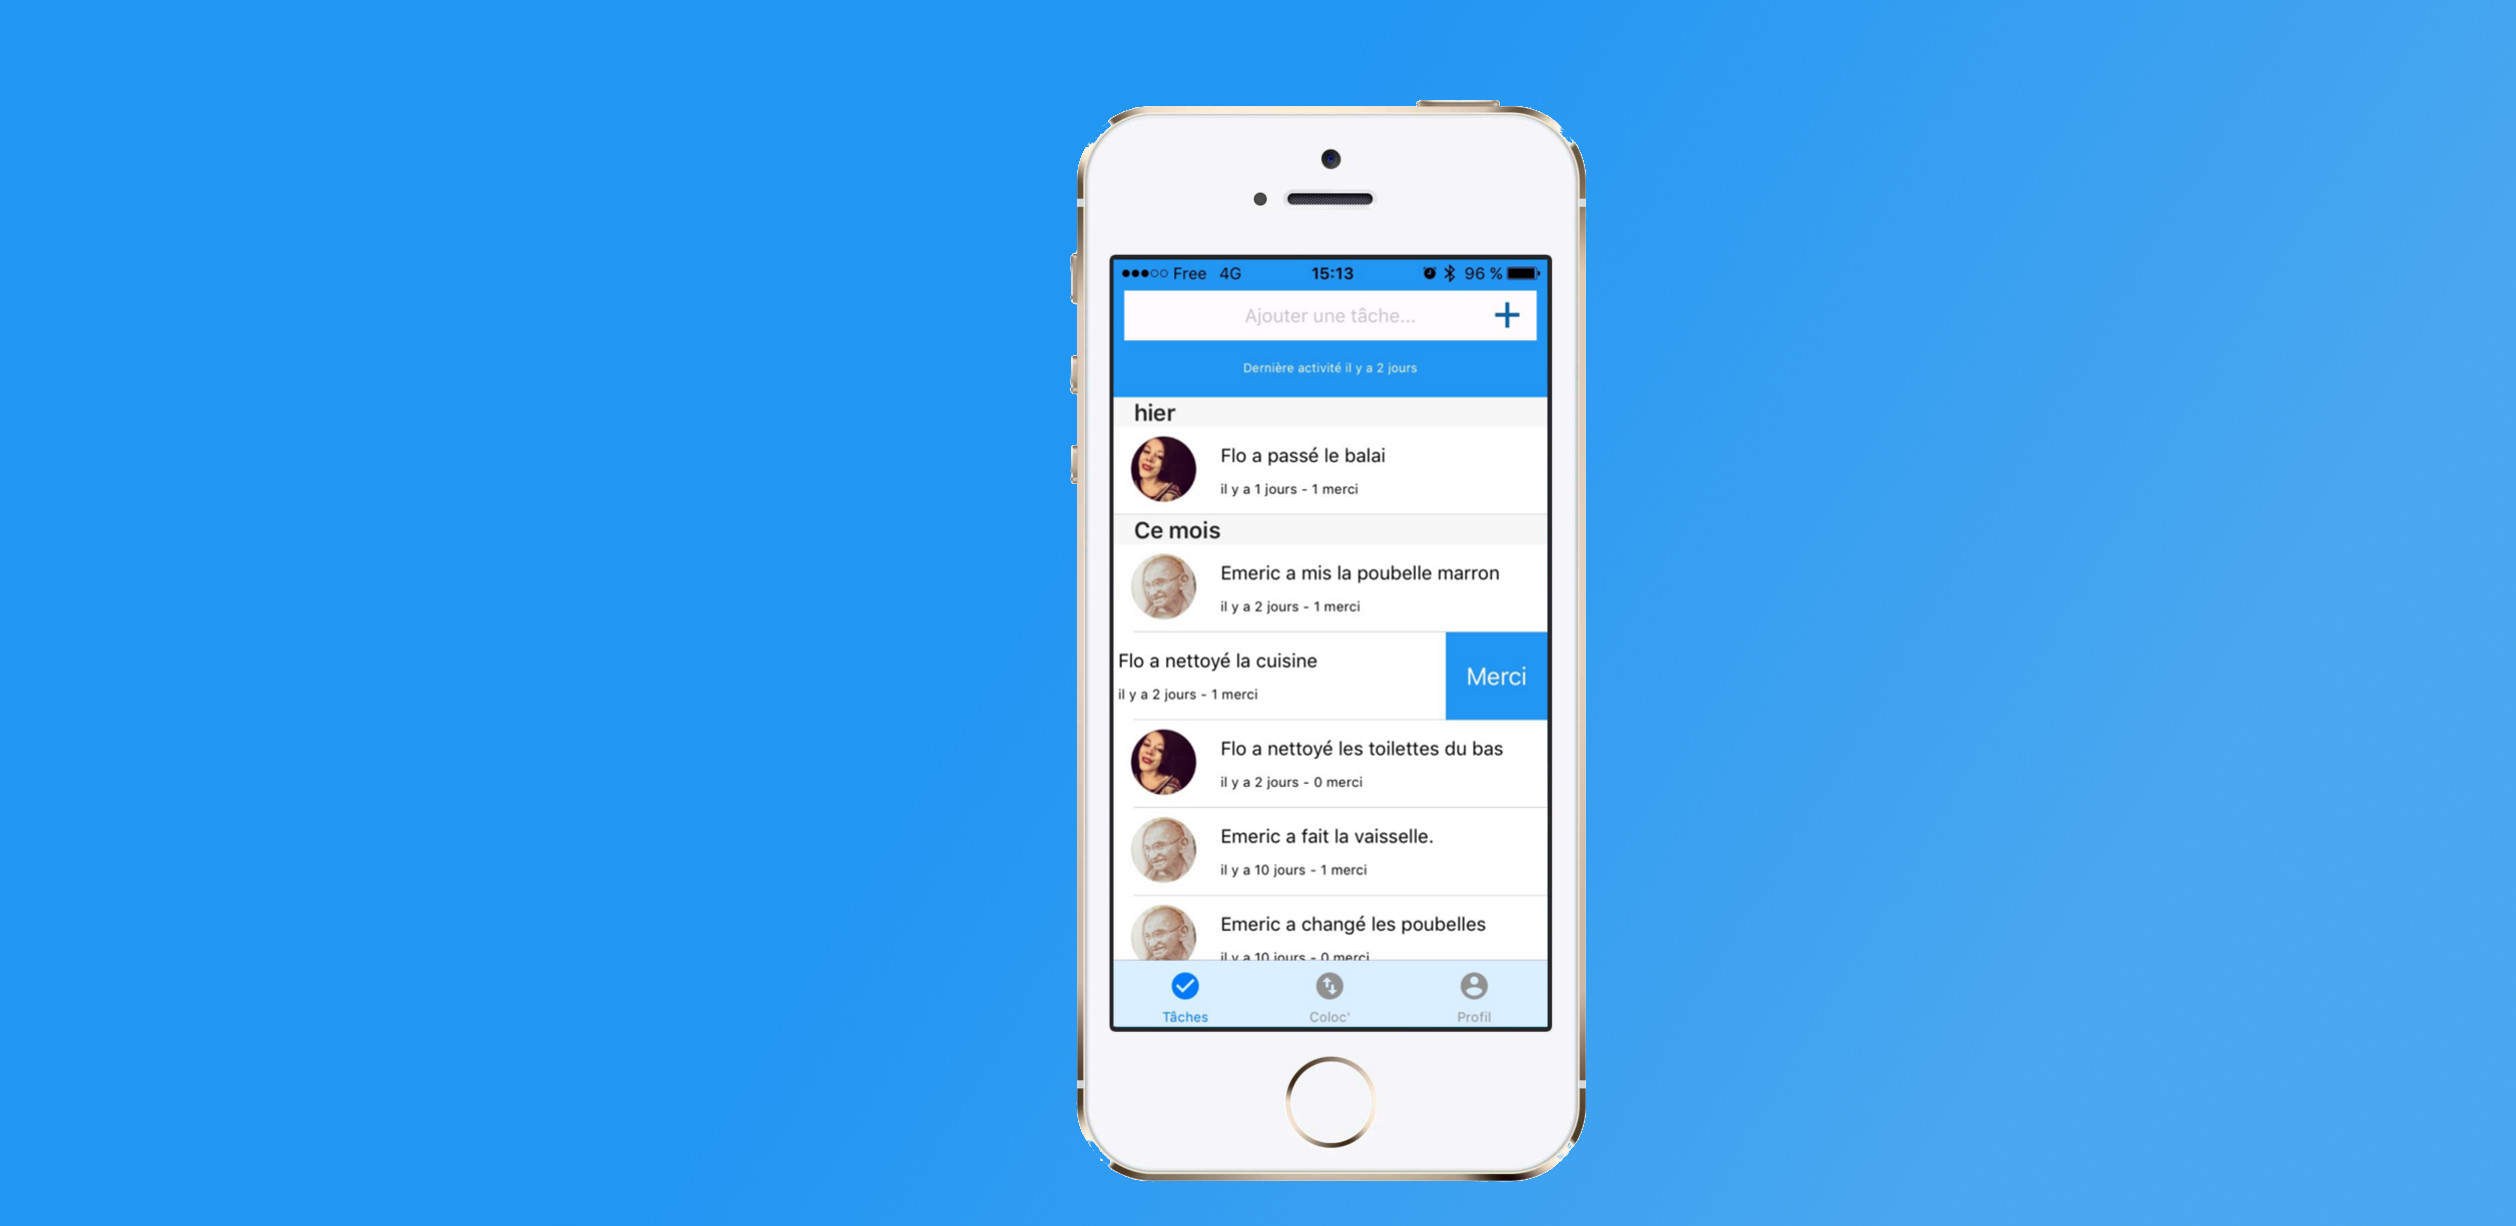 Free 4G 15:13 96 %
Ajouter une tâche...
Dernière activité il y a 2 jours
hier
Flo a passé le balai
il y a 1 jours - 1 merci
Ce mois
Emeric a mis la poubelle marron
il y a 2 jours - 1 merci
Flo a nettoyé la cuisine
il y a 2 jours - 1 merci
Merci
Flo a nettoyé les toilettes du bas
il y a 2 jours - 0 merci
Emeric a fait la vaisselle.
il y a 10 jours - 1 merci
Emeric a changé les poubelles
il y a 10 jours - 0 merci
Tâches Coloc' Profil